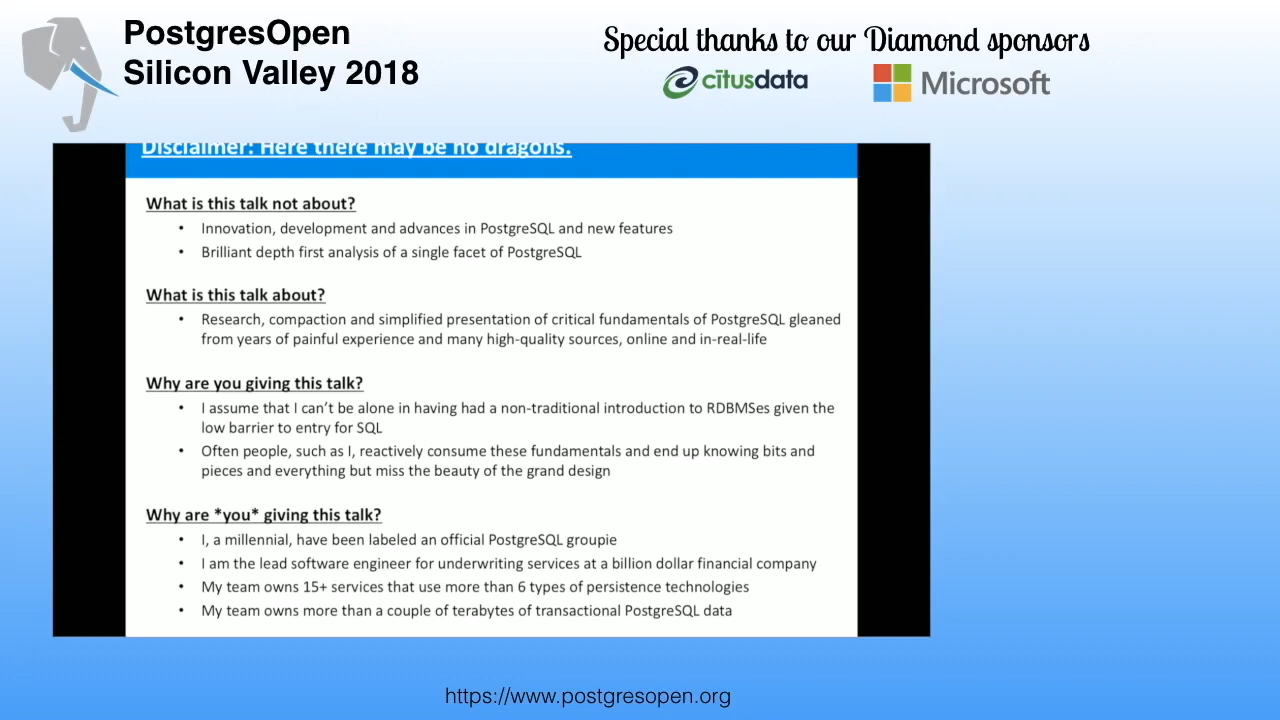 PostgresOpen
Silicon Valley 2018
Special thanks to our Diamond sponsors
citusdata
Microsoft
Disclaimer: Here there may be no dragons.
What is this talk not about?
• Innovation, development and advances in PostgreSQL and new features
• Brilliant depth first analysis of a single facet of PostgreSQL
What is this talk about?
• Research, compaction and simplified presentation of critical fundamentals of PostgreSQL gleaned
from years of painful experience and many high-quality sources, online and in-real-life
Why are you giving this talk?
• I assume that I can’t be alone in having had a non-traditional introduction to RDBMSes given the
low barrier to entry for SQL
• Often people, such as I, reactively consume these fundamentals and end up knowing bits and
pieces and everything but miss the beauty of the grand design
Why are *you* giving this talk?
• I, a millennial, have been labeled an official PostgreSQL groupie
• I am the lead software engineer for underwriting services at a billion dollar financial company
• My team owns 15+ services that use more than 6 types of persistence technologies
• My team owns more than a couple of terabytes of transactional PostgreSQL data
https://www.postgresopen.org